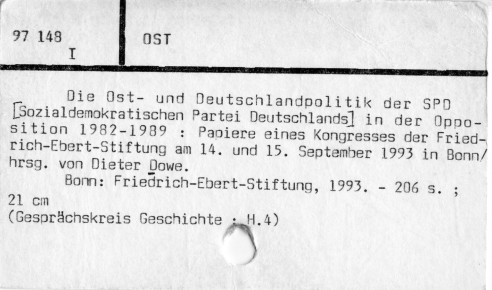 97 148
I
OST
Die Ost- und Deutschlandpolitik der SPD
[Sozialdemokratischen Partei Deutschlands] in der Oppo-
sition 1982-1989 : Papiere eines Kongresses der Fried-
rich-Ebert-Stiftung am 14. und 15. September 1993 in Bonn/
hrsg. von Dieter Dowe.
Bonn: Friedrich-Ebert-Stiftung, 1993. - 206 s. ;
21 cm
(Gesprächskreis Geschichte : H.4)